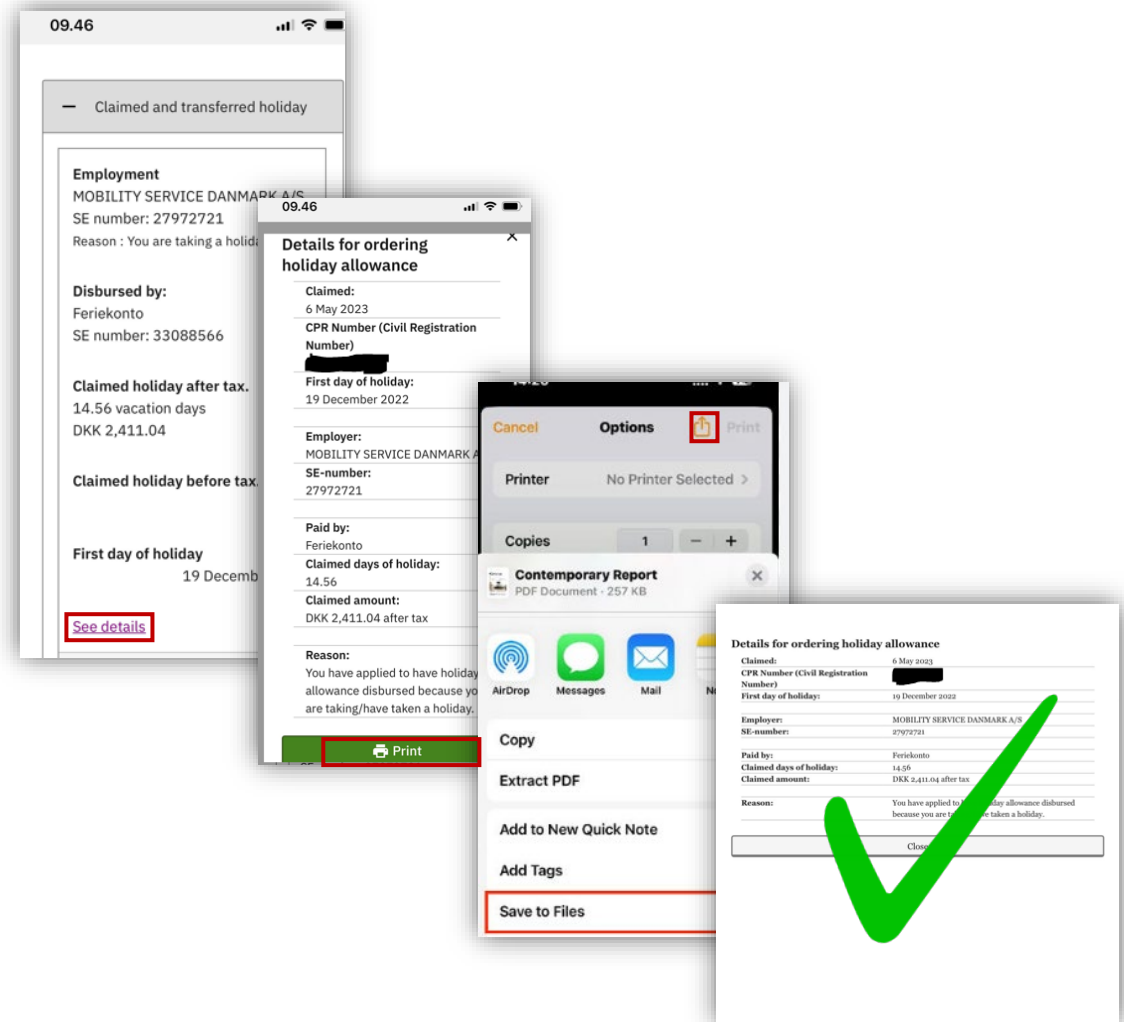 09.46
Claimed and transferred holiday
Employment
MOBILITY SERVICE DANMARK A/S
SE number: 27972721
Reason : You are taking a holida
Disbursed by:
Feriekonto
SE number: 33088566
Claimed holiday after tax.
14.56 vacation days
DKK 2,411.04
Claimed holiday before tax.
First day of holiday
19 Decemb
See details
09.46
Details for ordering
holiday allowance
Claimed:
6 May 2023
CPR Number (Civil Registration
Number)
First day of holiday:
19 December 2022
Employer:
MOBILITY SERVICE DANMARK A
SE-number:
27972721
Paid by:
Feriekonto
Claimed days of holiday:
14.56
Claimed amount:
DKK 2,411.04 after tax
Reason:
You have applied to have holiday
allowance disbursed because yo
are taking/have taken a holiday.
Print
Cancel Options Print
Printer No Printer Selected
Copies 1 − +
Contemporary Report
PDF Document · 257 KB
AirDrop Messages Mail
Copy
Extract PDF
Add to New Quick Note
Add Tags
Save to Files
Details for ordering holiday allowance
Claimed: 6 May 2023
CPR Number (Civil Registration
Number)
First day of holiday: 19 December 2022
Employer: MOBILITY SERVICE DANMARK A/S
SE-number: 27972721
Paid by: Feriekonto
Claimed days of holiday: 14.56
Claimed amount: DKK 2,411.04 after tax
Reason: You have applied to holiday allowance disbursed
because you are taken a holiday.
Close